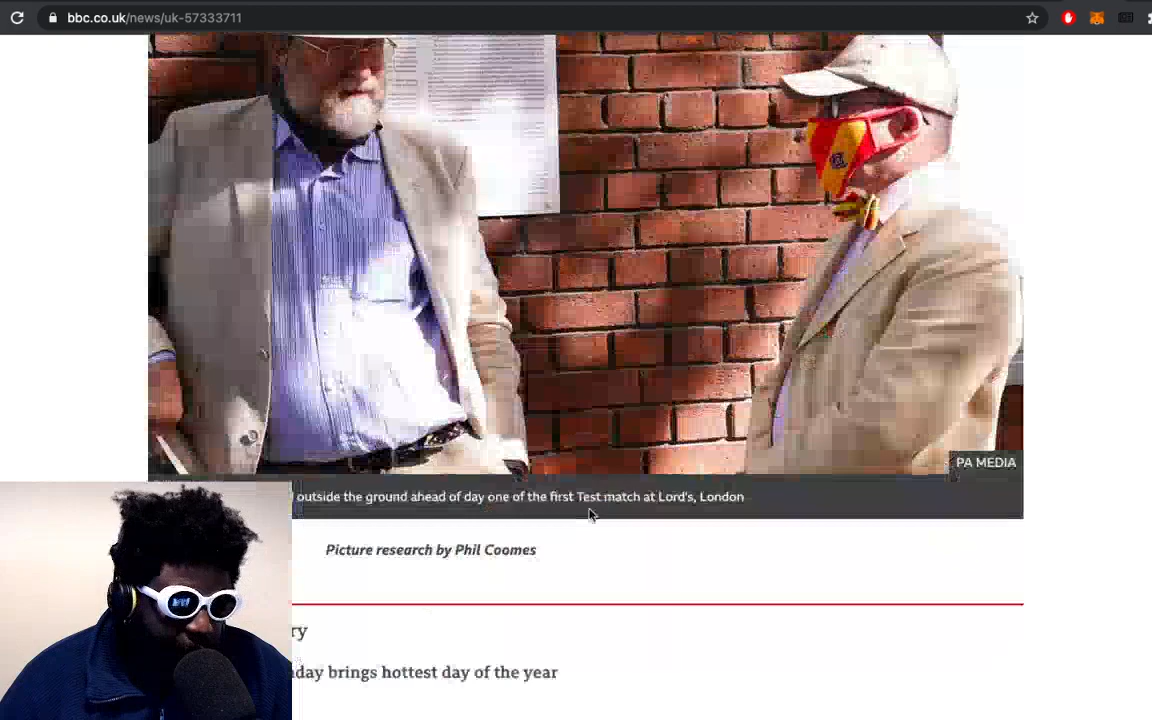 bbc.co.uk/news/uk-57333711
PA MEDIA
outside the ground ahead of day one of the first Test match at Lord's, London
Picture research by Phil Coomes
ry
day brings hottest day of the year